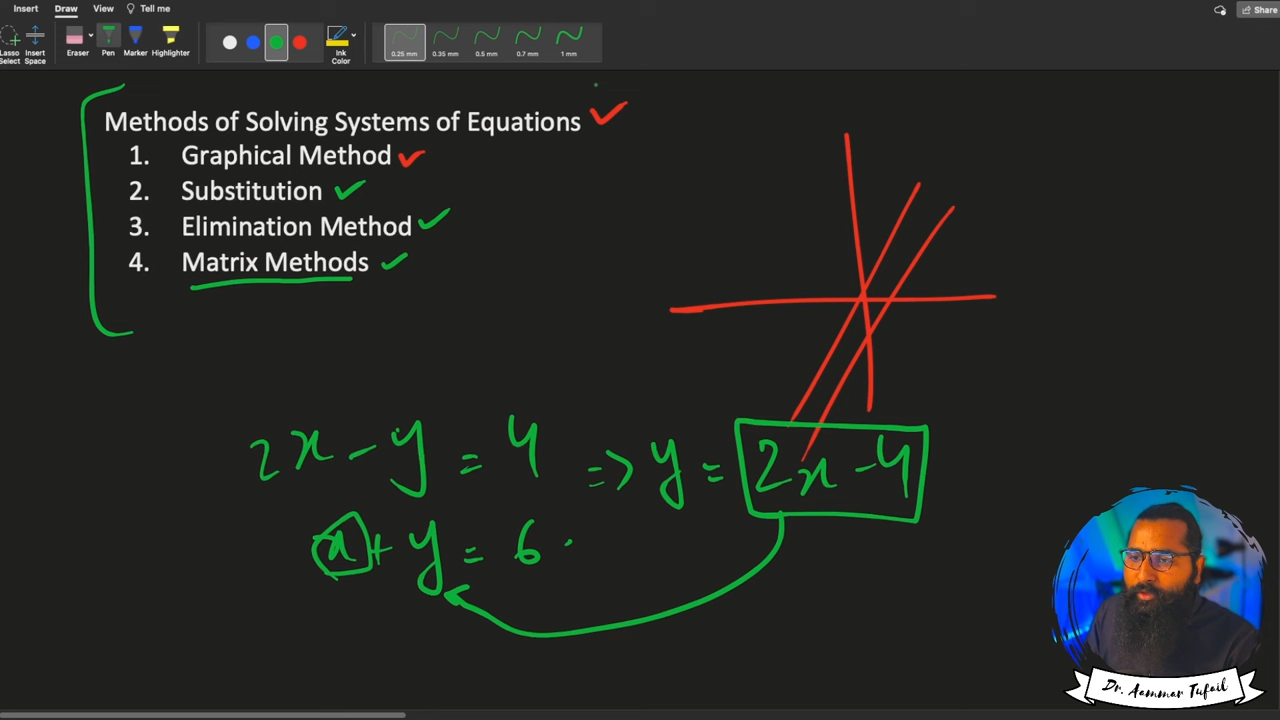 Insert Draw View Tell me
Share
Lasso Select
Insert Space
Eraser
Pen
Marker
Highlighter
Ink Color
0.25 mm
0.35 mm
0.5 mm
0.7 mm
1 mm
Methods of Solving Systems of Equations
1. Graphical Method
2. Substitution
3. Elimination Method
4. Matrix Methods
2x - y = 4 => y = 2x - 4
x + y = 6
Dr. Aammar Tufail